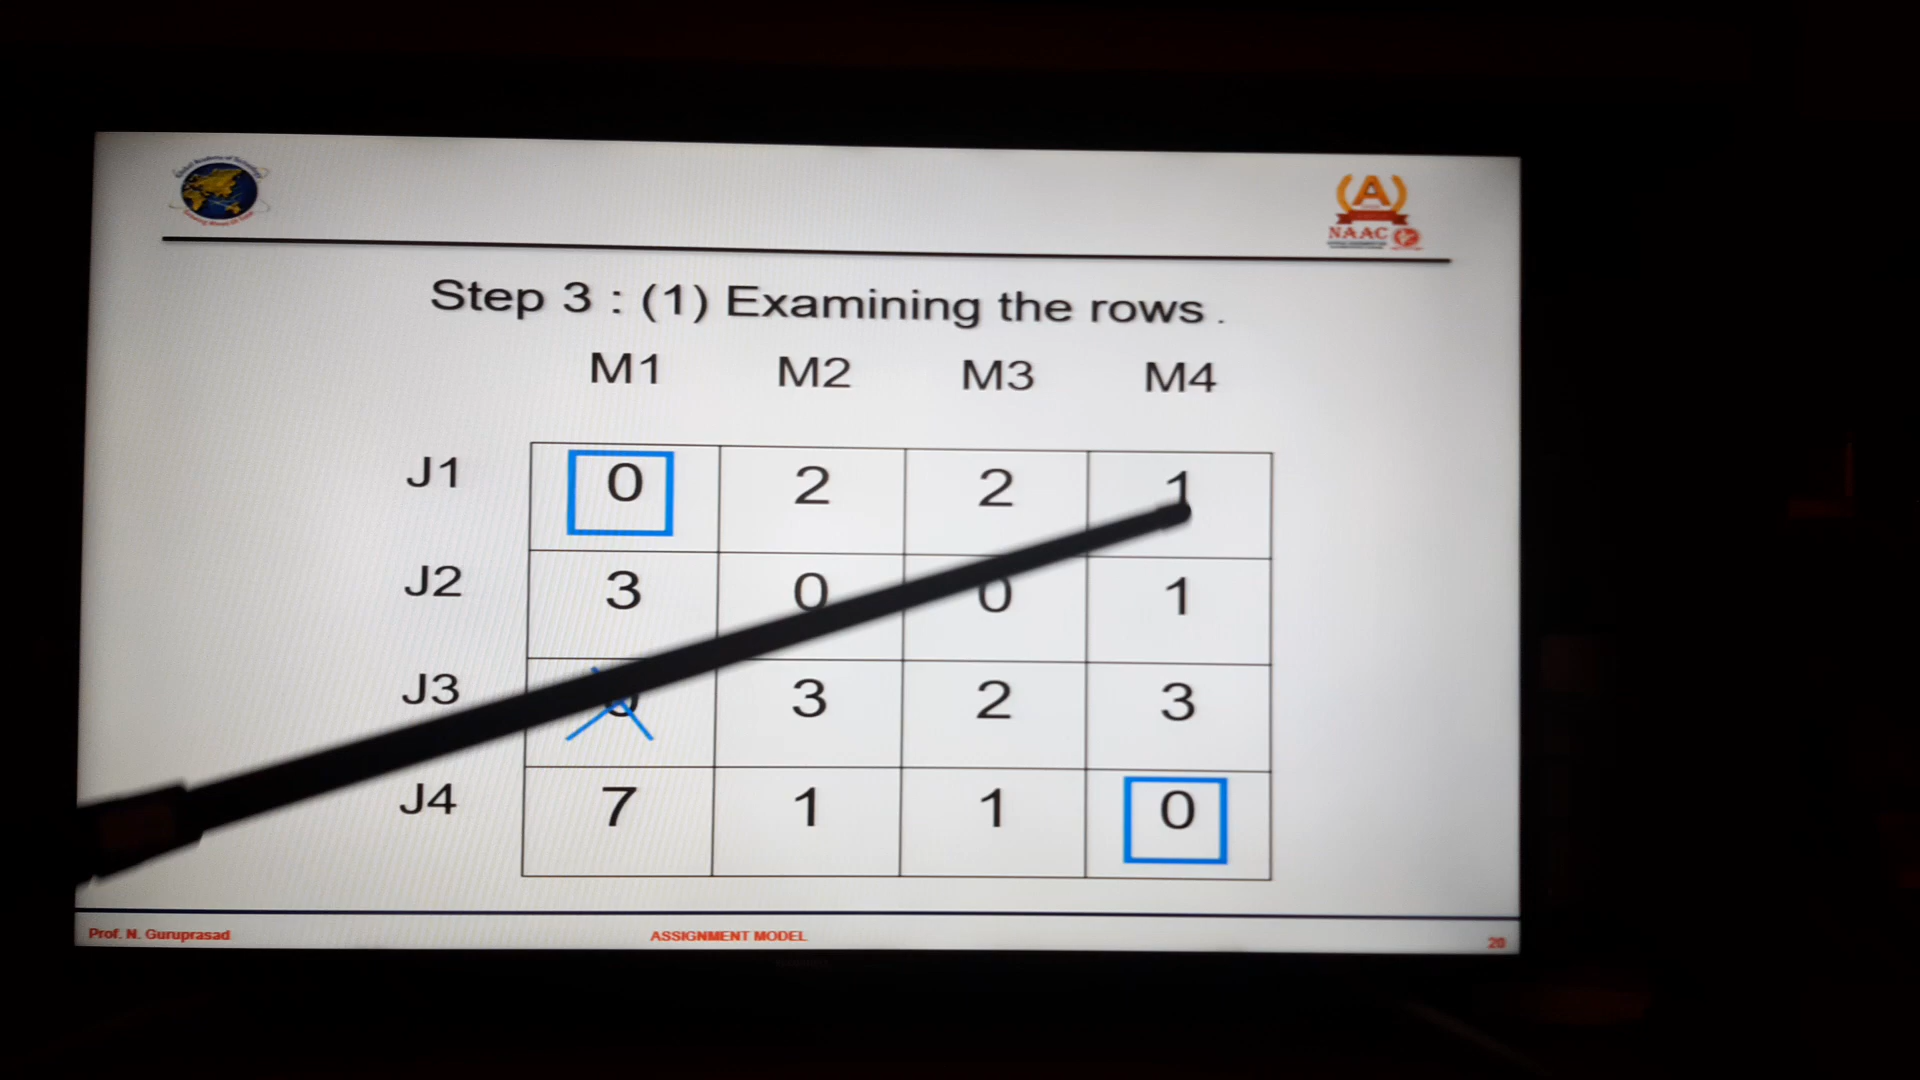 NAAC
Step 3 : (1) Examining the rows .
M1 M2 M3 M4
J1 0 2 2 1
J2 3 0 0 1
J3 0 3 2 3
J4 7 1 1 0
Prof. N. Guruprasad ASSIGNMENT MODEL 20